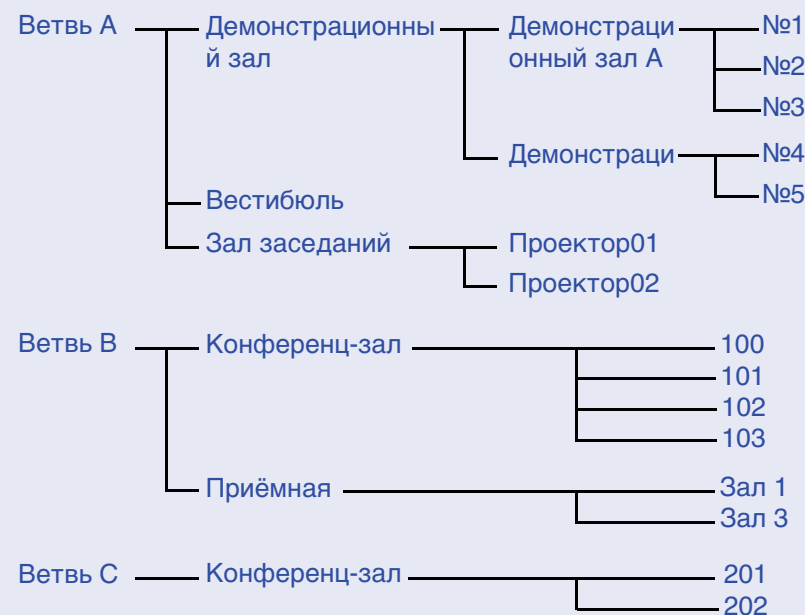 Ветвь A Демонстрационны Демонстраци №1
й зал онный зал A №2
№3
Демонстраци №4
№5
Вестибюль
Зал заседаний Проектор01
Проектор02
Ветвь B Конференц-зал 100
101
102
103
Приёмная Зал 1
Зал 3
Ветвь C Конференц-зал 201
202